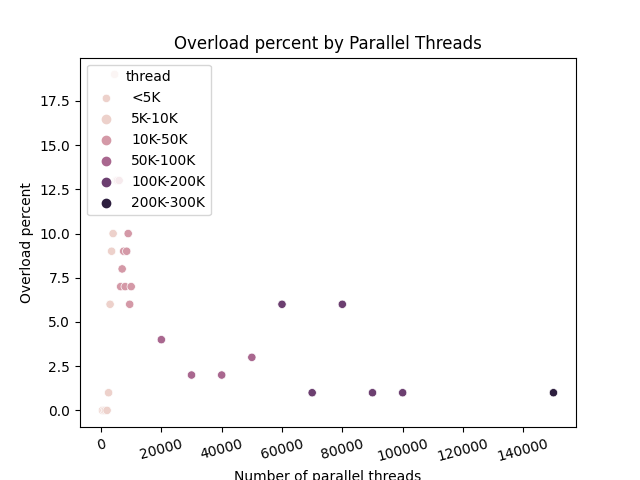 Overload percent by Parallel Threads
thread
<5K
5K-10K
10K-50K
50K-100K
100K-200K
200K-300K
Overload percent
17.5
15.0
12.5
10.0
7.5
5.0
2.5
0.0
0
20000
40000
60000
80000
100000
120000
140000
Number of parallel threads